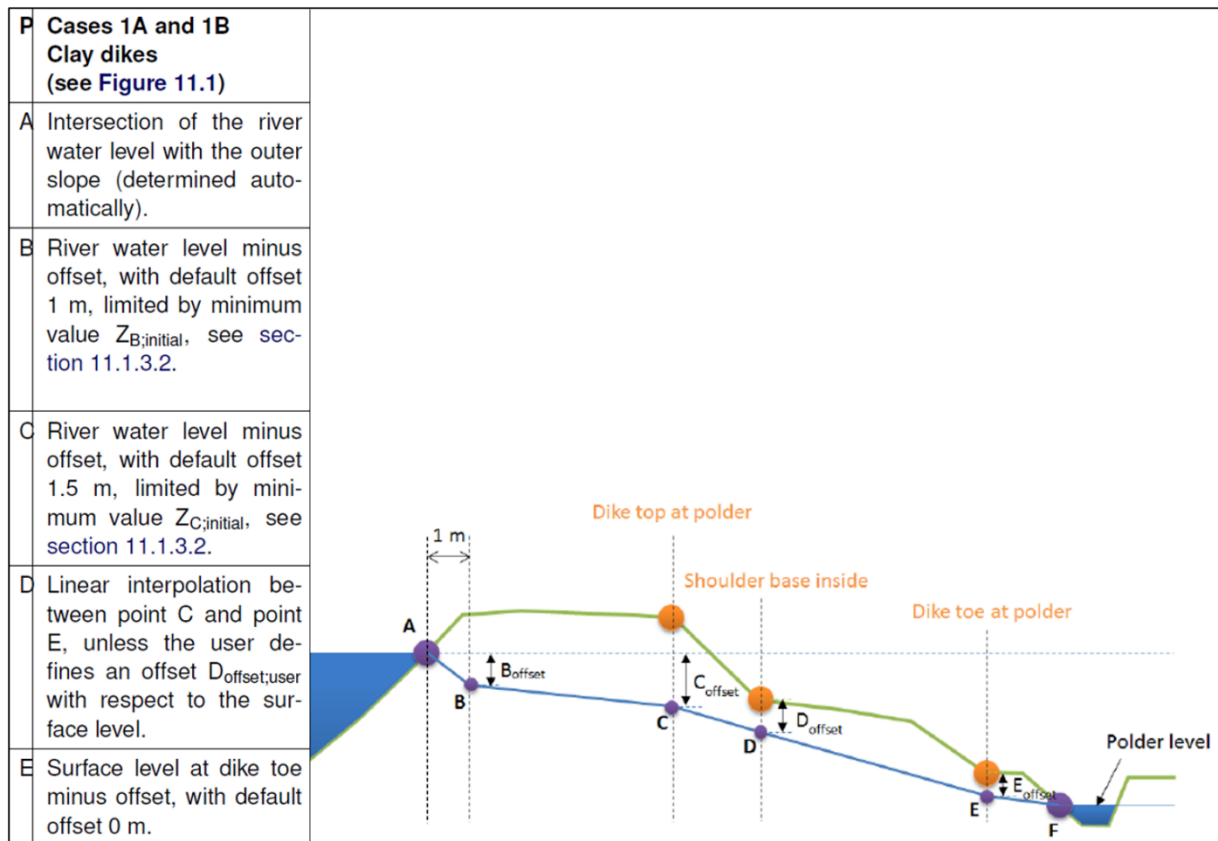 P Cases 1A and 1B
Clay dikes
(see Figure 11.1)
A Intersection of the river
water level with the outer
slope (determined auto-
matically).
B River water level minus
offset, with default offset
1 m, limited by minimum
value ZB;initial, see sec-
tion 11.1.3.2.
C River water level minus
offset, with default offset
1.5 m, limited by mini-
mum value ZC;initial, see
section 11.1.3.2.
D Linear interpolation be-
tween point C and point
E, unless the user de-
fines an offset Doffset;user
with respect to the sur-
face level.
E Surface level at dike toe
minus offset, with default
offset 0 m.
Dike top at polder
1 m
Shoulder base inside
Dike toe at polder
A
Boffset
B
Coffset
C
Doffset
D
Polder level
Eoffset
E
F